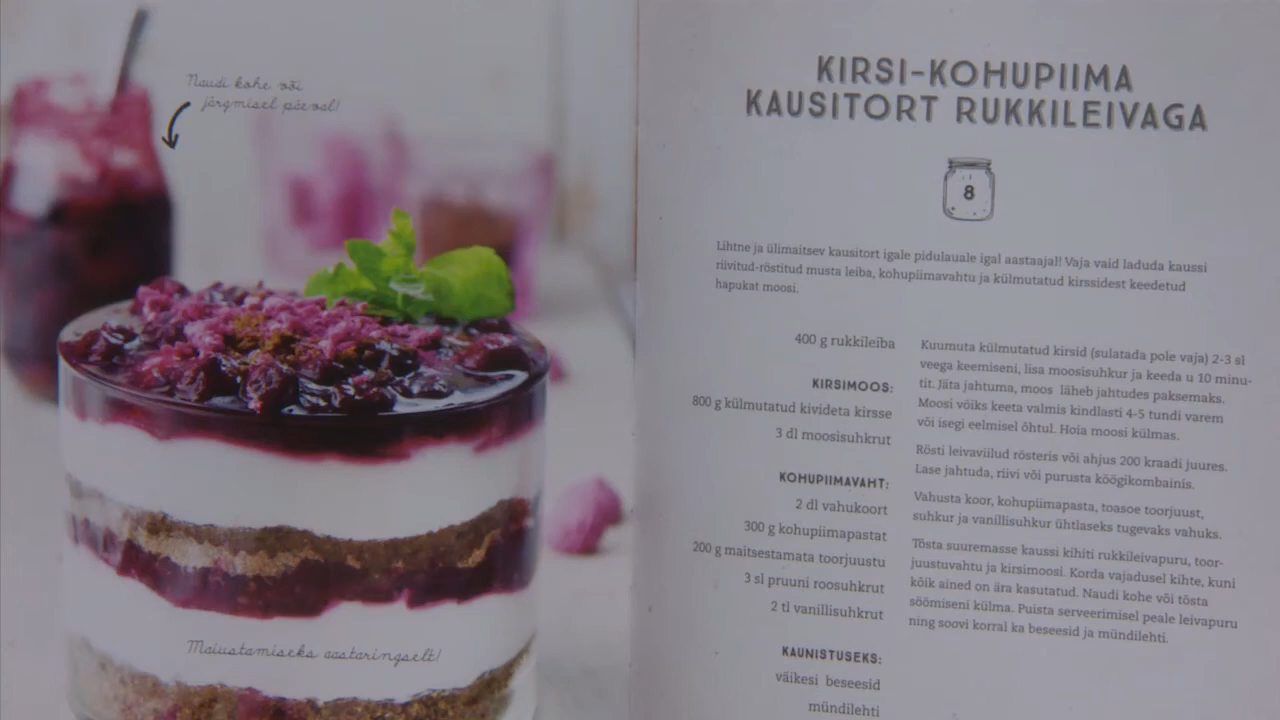 Naudi kohe või
järgmisel päeval!
Maiustamiseks aastaringselt!
KIRSI-KOHUPIIMA
KAUSITORT RUKKILEIVAGA
8
Lihtne ja ülimaitsev kausitort igale pidulauale igal aastaajal! Vaja vaid laduda kaussi
riivitud-röstitud musta leiba, kohupiimavahtu ja külmutatud kirssidest keedetud
hapukat moosi.
400 g rukkileiba
KIRSIMOOS:
800 g külmutatud kivideta kirsse
3 dl moosisuhkrut
KOHUPIIMAVAHT:
2 dl vahukoort
300 g kohupiimapastat
200 g maitsestamata toorjuustu
3 sl pruuni roosuhkrut
2 tl vanillisuhkrut
KAUNISTUSEKS:
väikesi beseesid
mündilehti
Kuumuta külmutatud kirsid (sulatada pole vaja) 2-3 sl
veega keemiseni, lisa moosisuhkur ja keeda u 10 minu-
tit. Jäta jahtuma, moos läheb jahtudes paksemaks.
Moosi võiks keeta valmis kindlasti 4-5 tundi varem
või isegi eelmisel õhtul. Hoia moosi külmas.
Rösti leivaviilud rösteris või ahjus 200 kraadi juures.
Lase jahtuda, riivi või purusta köögikombainis.
Vahusta koor, kohupiimapasta, toasoe toorjuust,
suhkur ja vanillisuhkur ühtlaseks tugevaks vahuks.
Tõsta suuremasse kaussi kihiti rukkileivapuru, toor-
juustuvahtu ja kirsimoosi. Korda vajadusel kihte, kuni
kõik ained on ära kasutatud. Naudi kohe või tõsta
söömiseni külma. Puista serveerimisel peale leivapuru
ning soovi korral ka beseesid ja mündilehti.